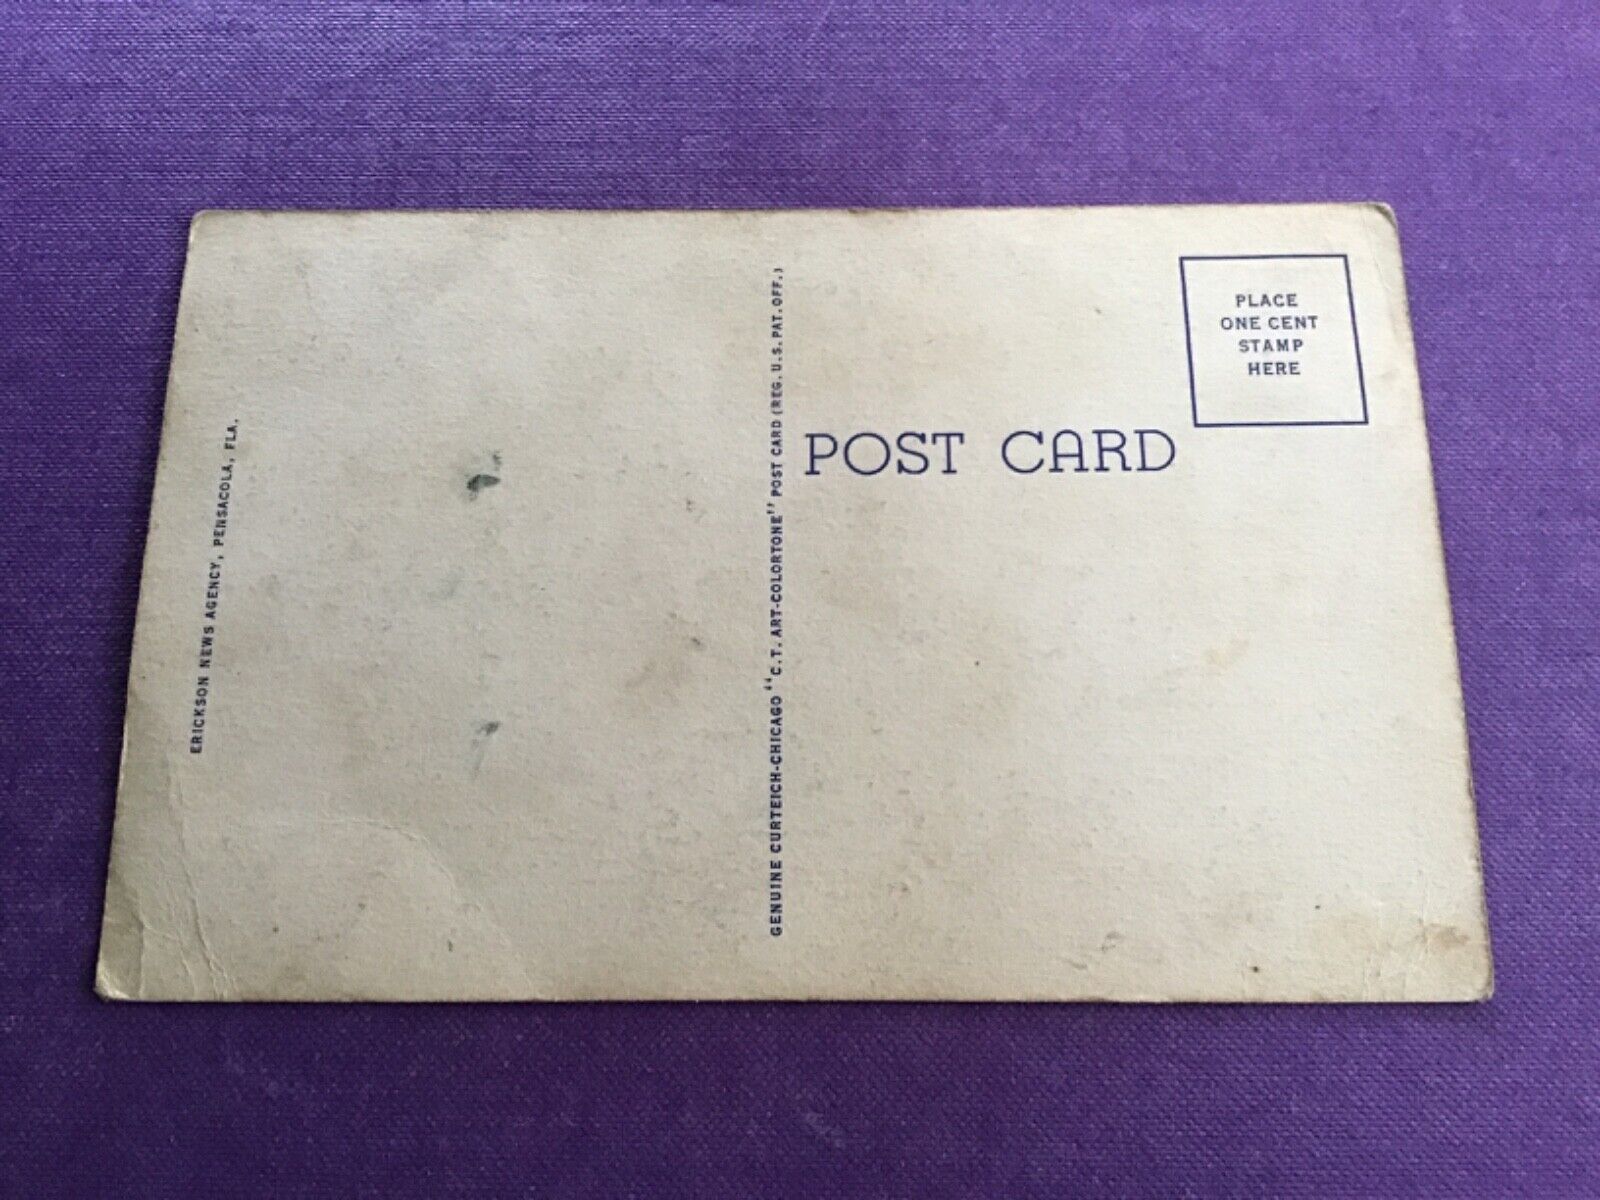 ERICKSON NEWS AGENCY, PENSACOLA, FLA.
GENUINE CURTEICH-CHICAGO "C.T. ART-COLORTONE" POST CARD (REG. U.S. PAT. OFF.)
PLACE
ONE CENT
STAMP
HERE
POST CARD